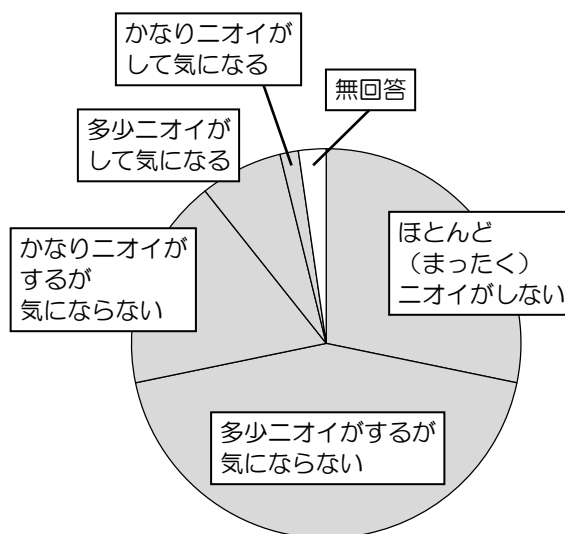 かなりニオイが
して気になる
無回答
多少ニオイが
して気になる
かなりニオイが
するが
気にならない
ほとんど
（まったく）
ニオイがしない
多少ニオイがするが
気にならない